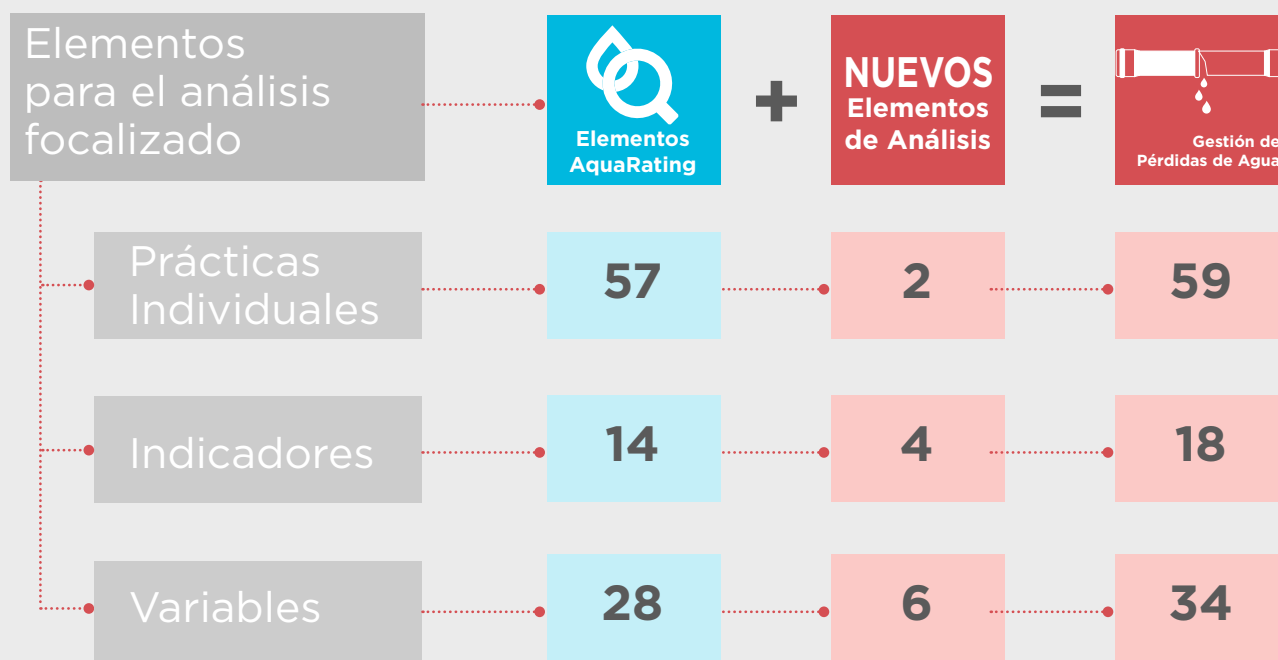 Elementos
para el análisis
focalizado
Elementos
AquaRating
+
NUEVOS
Elementos
de Análisis
=
Gestión de
Pérdidas de Agua
Prácticas
Individuales
57
2
59
Indicadores
14
4
18
Variables
28
6
34